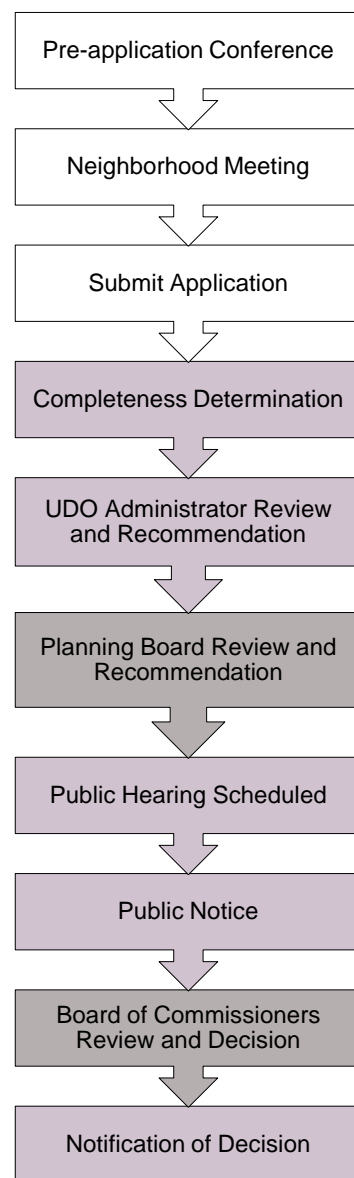 Pre-application Conference
Neighborhood Meeting
Submit Application
Completeness Determination
UDO Administrator Review
and Recommendation
Planning Board Review and
Recommendation
Public Hearing Scheduled
Public Notice
Board of Commissioners
Review and Decision
Notification of Decision